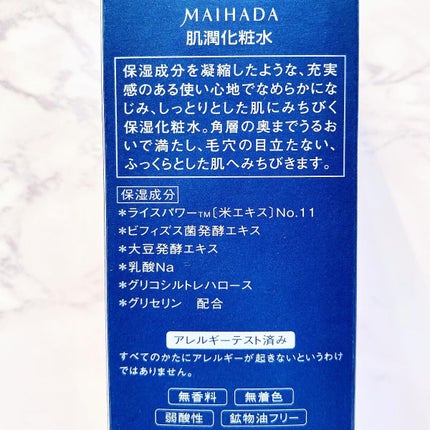 MAIHADA
肌潤化粧水
保湿成分を凝縮したような、充実
感のある使い心地でなめらかにな
じみ、しっとりとした肌にみちびく
保湿化粧水。角層の奥までうるお
いで満たし、毛穴の目立たない、
ふっくらとした肌へみちびきます。
保湿成分
*ライスパワー™〔米エキス〕No.11
*ビフィズス菌発酵エキス
*大豆発酵エキス
*乳酸Na
*グリコシルトレハロース
*グリセリン 配合
アレルギーテスト済み
すべてのかたにアレルギーが起きないというわけ
ではありません。
無香料 無着色
弱酸性 鉱物油フリー